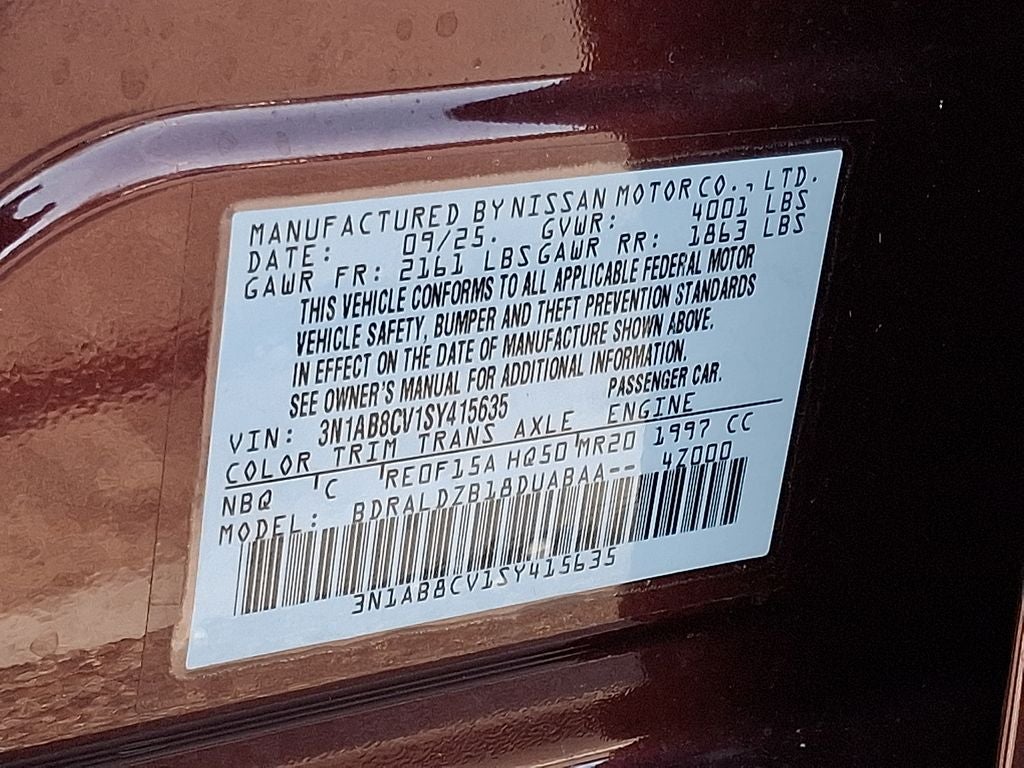 MANUFACTURED BY NISSAN MOTOR CO., LTD.
DATE: 09/25. GVWR: 4001 LBS
GAWR FR: 2161 LBS GAWR RR: 1863 LBS
THIS VEHICLE CONFORMS TO ALL APPLICABLE FEDERAL MOTOR
VEHICLE SAFETY, BUMPER AND THEFT PREVENTION STANDARDS
IN EFFECT ON THE DATE OF MANUFACTURE SHOWN ABOVE.
SEE OWNER'S MANUAL FOR ADDITIONAL INFORMATION.
VIN: 3N1AB8CV1SY415635 PASSENGER CAR.
COLOR TRIM TRANS AXLE ENGINE
NBQ 'C 'RE0F15A HQ50 'MR20 1997 CC
MODEL: BDRALDZB18DUABAA-- 47000
3N1AB8CV1SY415635